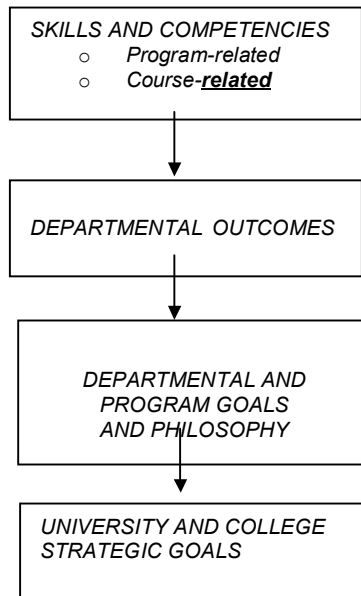 SKILLS AND COMPETENCIES
o Program-related
o Course-related
DEPARTMENTAL OUTCOMES
DEPARTMENTAL AND
PROGRAM GOALS
AND PHILOSOPHY
UNIVERSITY AND COLLEGE
STRATEGIC GOALS